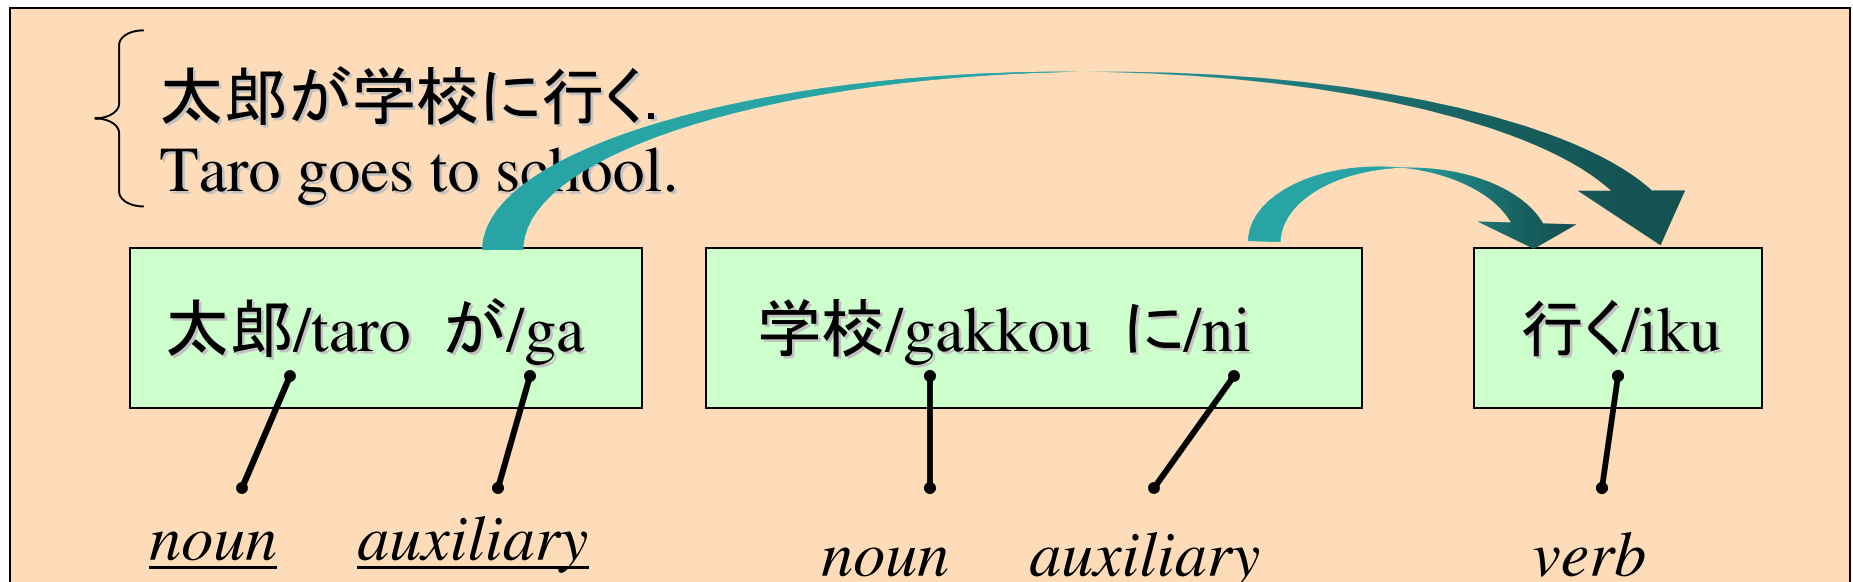 太郎が学校に行く.
Taro goes to school.
太郎/taro が/ga 学校/gakkou に/ni 行く/iku
noun auxiliary noun auxiliary verb